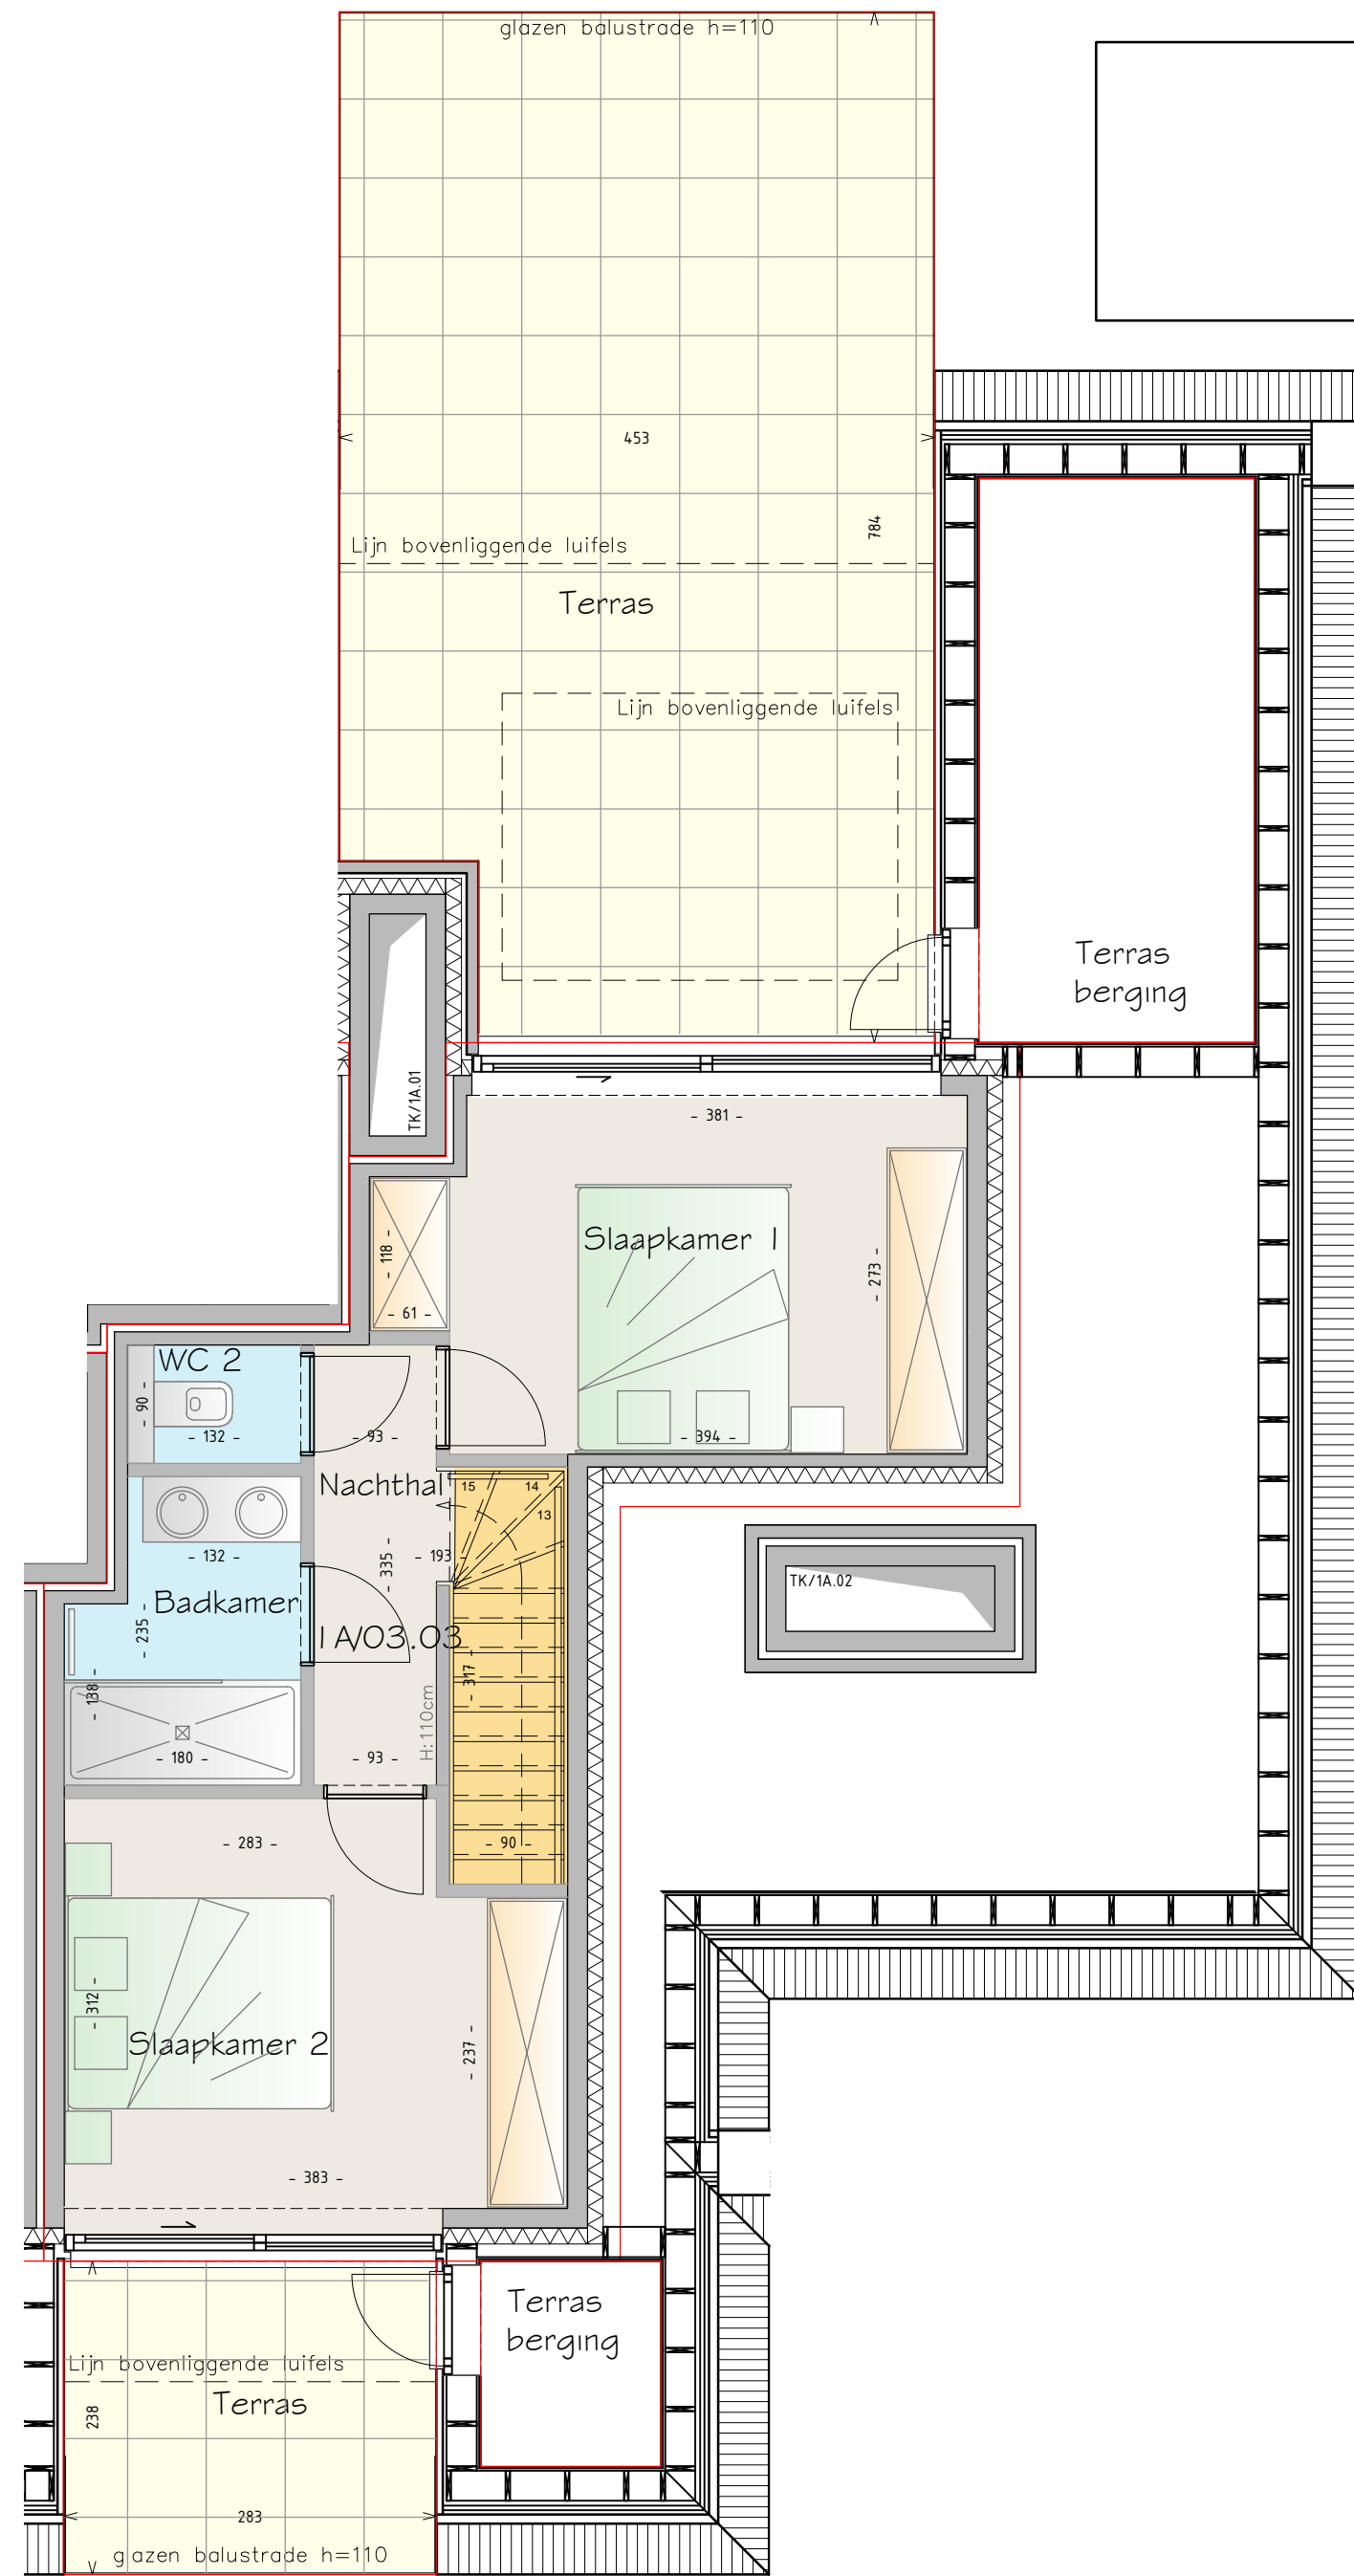 glazen balustrade h=110
453
784
Lijn bovenliggende luifels
Terras
Lijn bovenliggende luifels
Terras
berging
TK/1A.01
- 381 -
Slaapkamer 1
- 118 -
- 273 -
- 61 -
WC 2
- 90 -
- 132 -
- 93 -
- 394 -
Nachthal
15
14
13
- 132 -
- 335 -
- 193 -
TK/1A.02
Badkamer
- 235 -
1A/03.03
- 317 -
- 138 -
H: 110cm
- 180 -
- 93 -
- 283 -
- 90 -
- 312 -
Slaapkamer 2
- 237 -
- 383 -
Terras
berging
Lijn bovenliggende luifels
Terras
238
283
g azen balustrade h=110